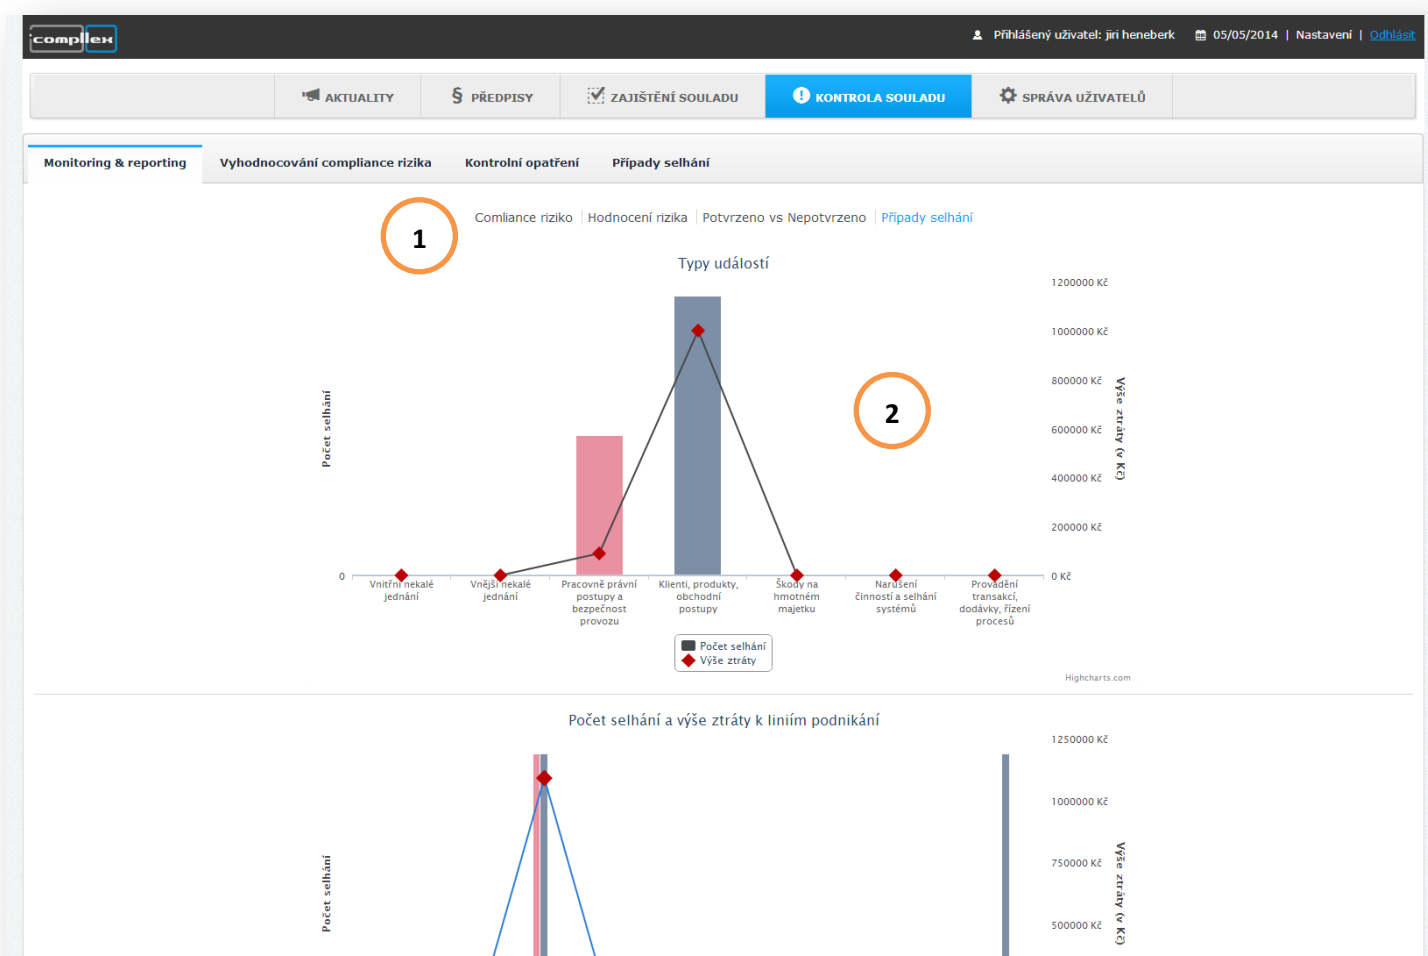 compllex
Přihlášený uživatel: jiri heneberk 05/05/2014 | Nastavení | Odhlásit
AKTUALITY § PŘEDPISY ZAJIŠTĚNÍ SOULADU KONTROLA SOULADU SPRÁVA UŽIVATELŮ
Monitoring & reporting Vyhodnocování compliance rizika Kontrolní opatření Případy selhání
1
Comliance riziko | Hodnocení rizika | Potvrzeno vs Nepotvrzeno | Případy selhání
Typy událostí
1200000 Kč
1000000 Kč
800000 Kč
600000 Kč
400000 Kč
200000 Kč
0 Kč
Výše ztráty (v Kč)
2
Počet selhání
0
Vnitřní nekalé
jednání
Vnější nekalé
jednání
Pracovně právní
postupy a
bezpečnost
provozu
Klienti, produkty,
obchodní
postupy
Škody na
hmotném
majetku
Narušení
činností a selhání
systémů
Provádění
transakcí,
dodávky, řízení
procesů
Počet selhání
Výše ztráty
Highcharts.com
Počet selhání a výše ztráty k liniím podnikání
1250000 Kč
1000000 Kč
750000 Kč
500000 Kč
Výše ztráty (v Kč)
Počet selhání